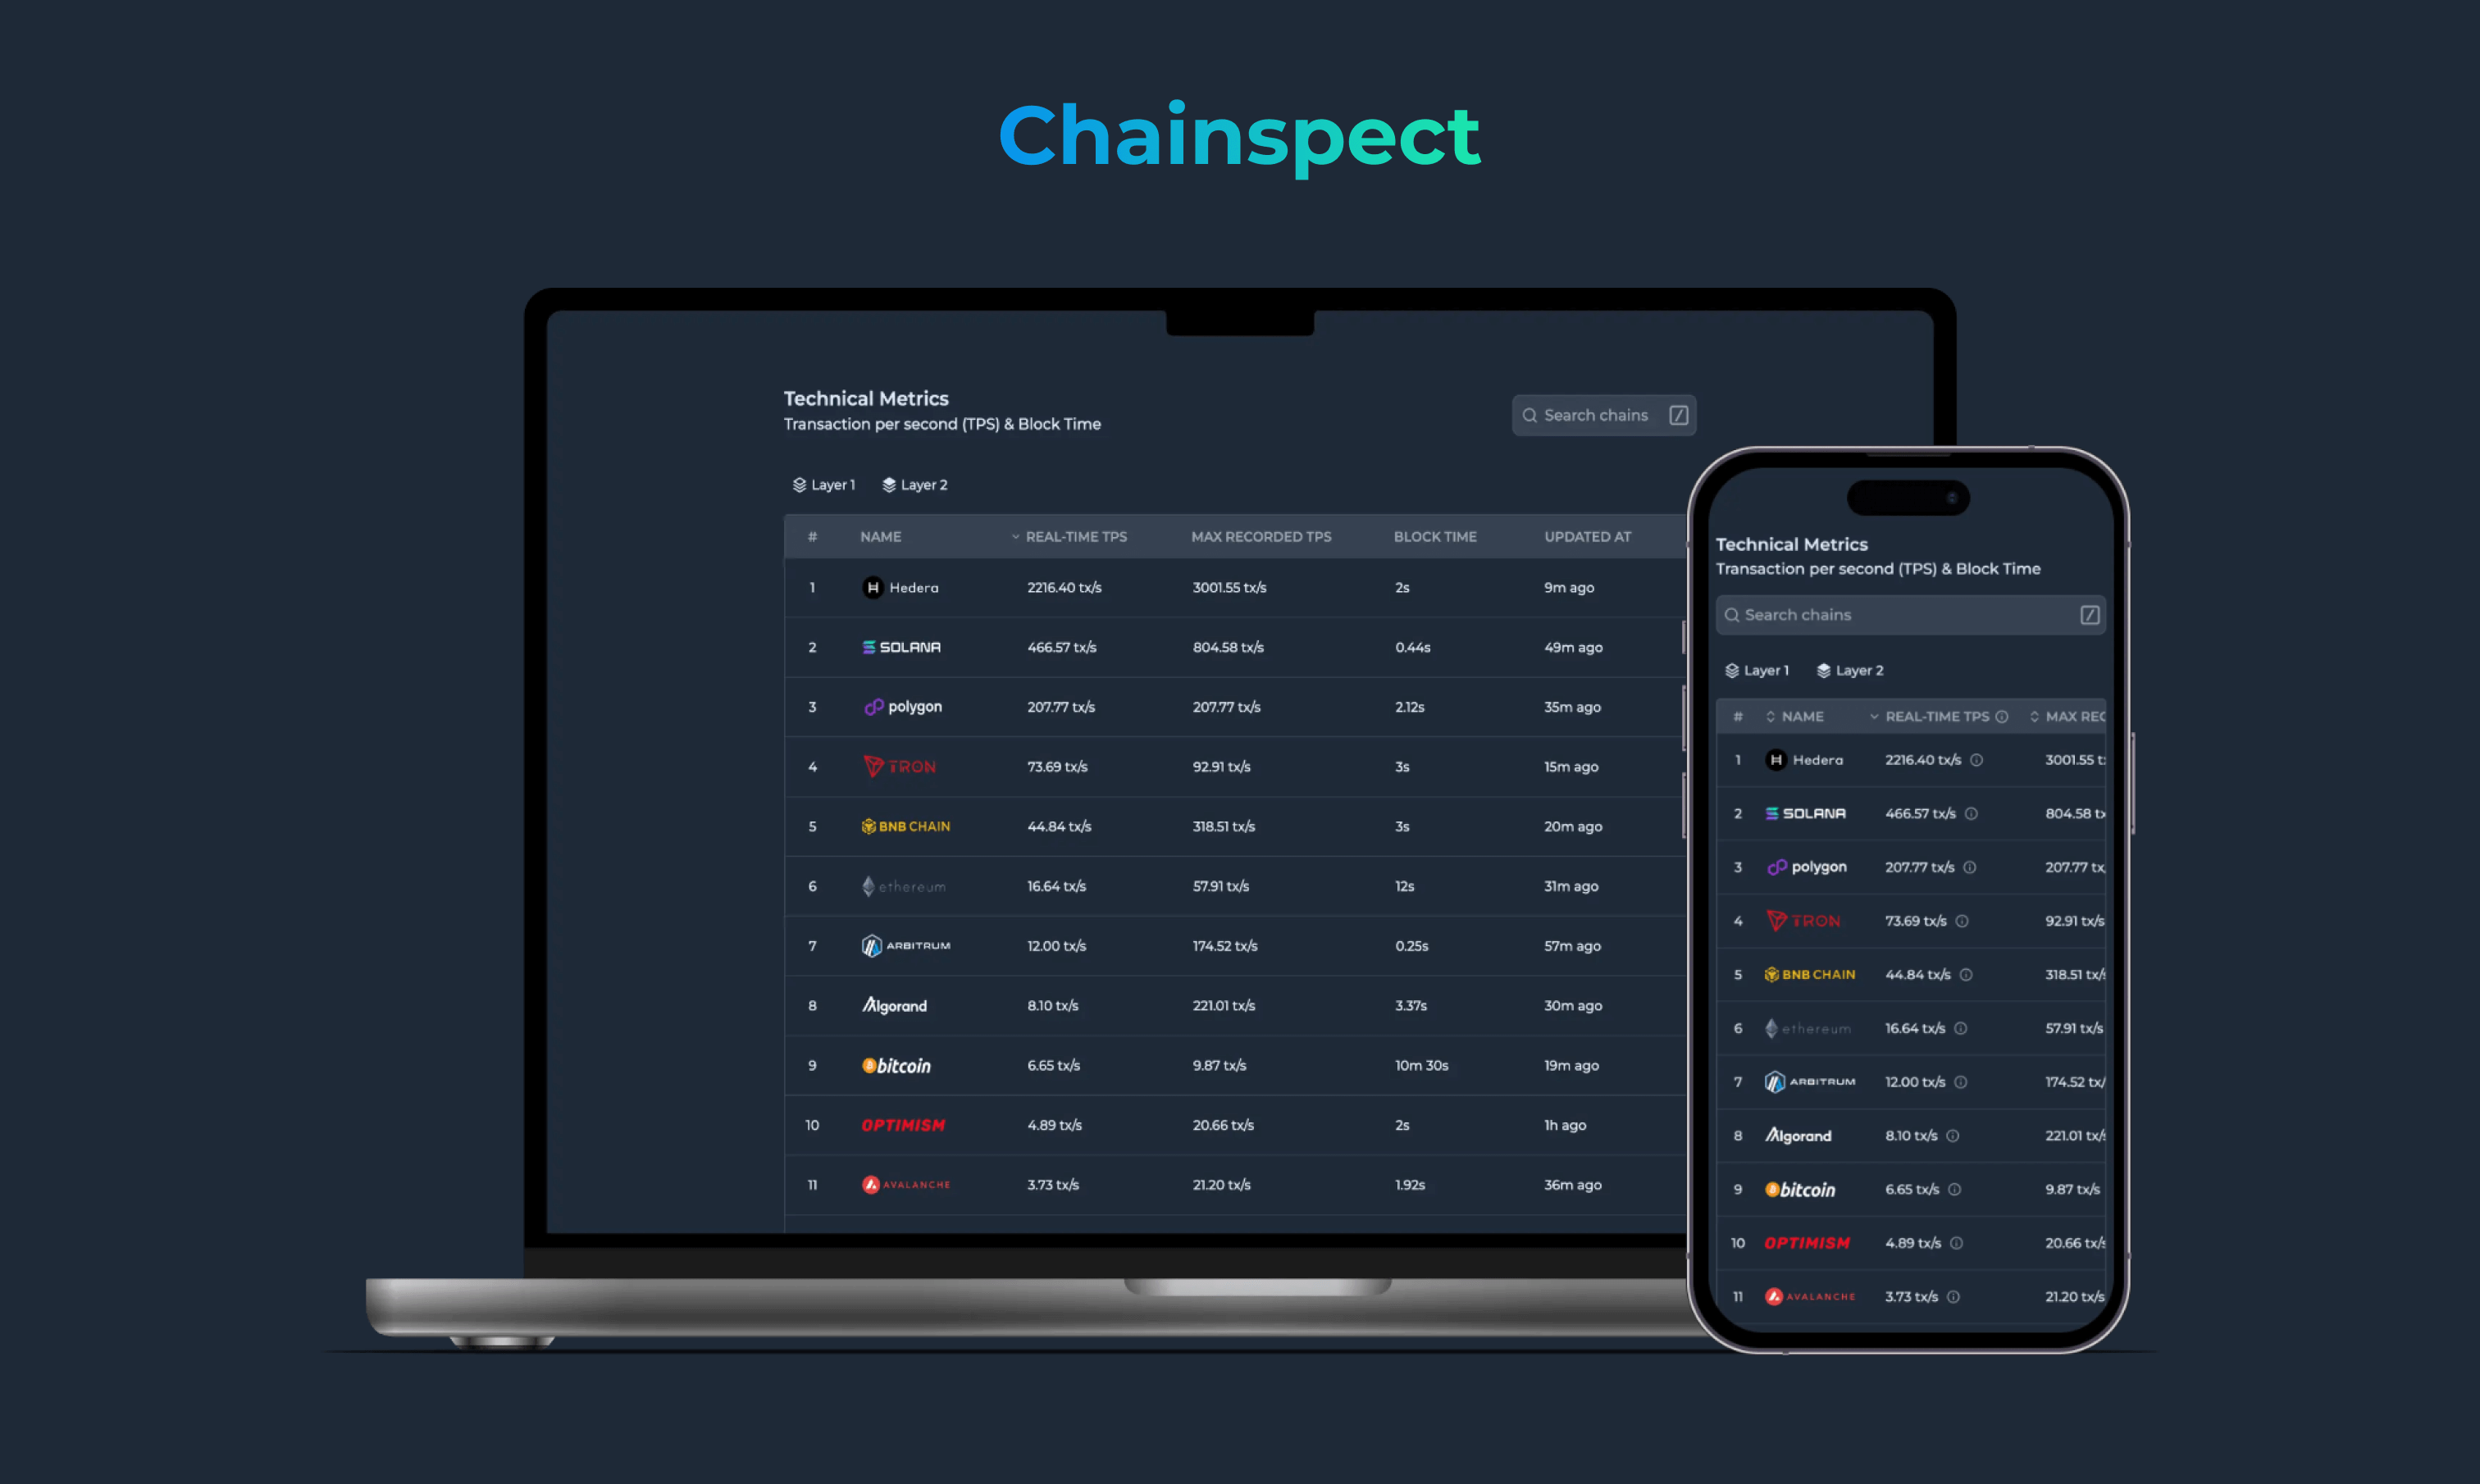 Chainspect
Technical Metrics
Transaction per second (TPS) & Block Time
Search chains /
Layer 1 Layer 2
# NAME REAL-TIME TPS MAX RECORDED TPS BLOCK TIME UPDATED AT
1 Hedera 2216.40 tx/s 3001.55 tx/s 2s 9m ago
2 SOLANA 466.57 tx/s 804.58 tx/s 0.44s 49m ago
3 polygon 207.77 tx/s 207.77 tx/s 2.12s 35m ago
4 TRON 73.69 tx/s 92.91 tx/s 3s 15m ago
5 BNB CHAIN 44.84 tx/s 318.51 tx/s 3s 20m ago
6 ethereum 16.64 tx/s 57.91 tx/s 12s 31m ago
7 ARBITRUM 12.00 tx/s 174.52 tx/s 0.25s 57m ago
8 Algorand 8.10 tx/s 221.01 tx/s 3.37s 30m ago
9 bitcoin 6.65 tx/s 9.87 tx/s 10m 30s 19m ago
10 OPTIMISM 4.89 tx/s 20.66 tx/s 2s 1h ago
11 AVALANCHE 3.73 tx/s 21.20 tx/s 1.92s 36m ago
Technical Metrics
Transaction per second (TPS) & Block Time
Search chains /
Layer 1 Layer 2
# NAME REAL-TIME TPS MAX REC
1 Hedera 2216.40 tx/s 3001.55 t
2 SOLANA 466.57 tx/s 804.58 tx
3 polygon 207.77 tx/s 207.77 tx
4 TRON 73.69 tx/s 92.91 tx/s
5 BNB CHAIN 44.84 tx/s 318.51 tx/s
6 ethereum 16.64 tx/s 57.91 tx/s
7 ARBITRUM 12.00 tx/s 174.52 tx/
8 Algorand 8.10 tx/s 221.01 tx/s
9 bitcoin 6.65 tx/s 9.87 tx/s
10 OPTIMISM 4.89 tx/s 20.66 tx/s
11 AVALANCHE 3.73 tx/s 21.20 tx/s